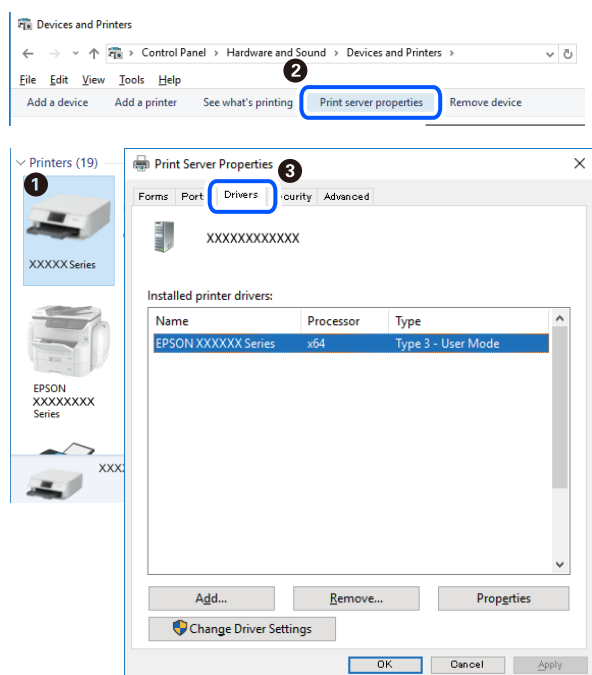 Devices and Printers
Control Panel > Hardware and Sound > Devices and Printers >
2
File Edit View Tools Help
Add a device Add a printer See what's printing Print server properties Remove device
Printers (19)
1
XXXXX Series
EPSON
XXXXXXXX
Series
XXX
Print Server Properties
3
Forms Port Drivers curity Advanced
XXXXXXXXXXXX
Installed printer drivers:
Name Processor Type
EPSON XXXXXX Series x64 Type 3 - User Mode
Add... Remove... Properties
Change Driver Settings
OK Cancel Apply